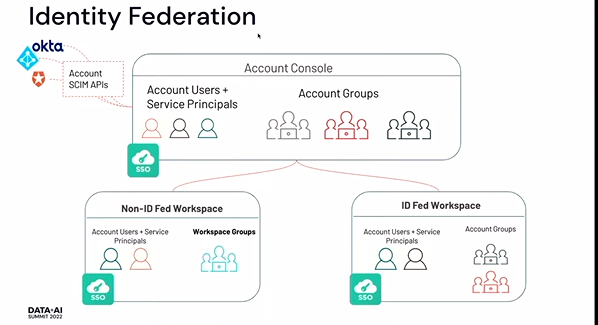 Identity Federation
okta
Account
SCIM APIs
Account Console
Account Users +
Service Principals
Account Groups
SSO
Non-ID Fed Workspace
Account Users + Service
Principals
Workspace Groups
SSO
ID Fed Workspace
Account Users + Service
Principals
Account Groups
SSO
DATA+AI
SUMMIT 2022